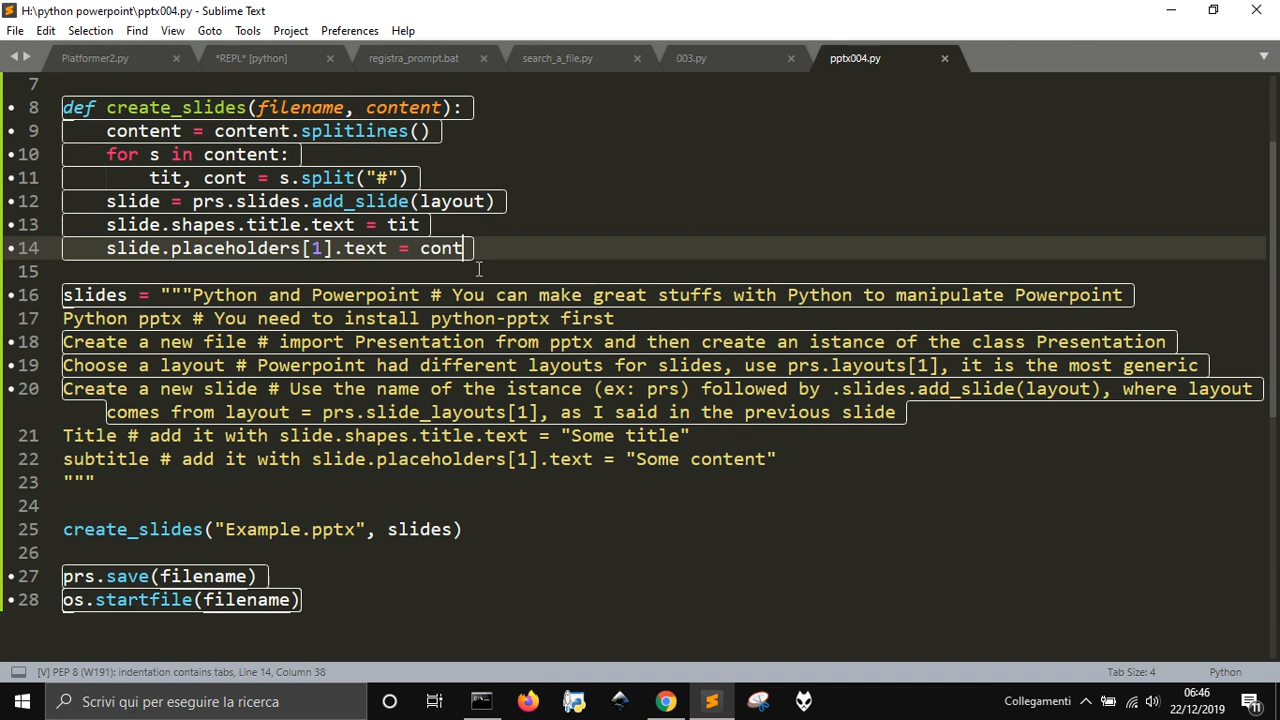 H:\python powerpoint\pptx004.py - Sublime Text
File Edit Selection Find View Goto Tools Project Preferences Help
Platformer2.py *REPL* [python] registra_prompt.bat search_a_file.py 003.py pptx004.py
7
8 def create_slides(filename, content):
9 content = content.splitlines()
10 for s in content:
11 tit, cont = s.split("#")
12 slide = prs.slides.add_slide(layout)
13 slide.shapes.title.text = tit
14 slide.placeholders[1].text = cont
15
16 slides = """Python and Powerpoint # You can make great stuffs with Python to manipulate Powerpoint
17 Python pptx # You need to install python-pptx first
18 Create a new file # import Presentation from pptx and then create an istance of the class Presentation
19 Choose a layout # Powerpoint had different layouts for slides, use prs.layouts[1], it is the most generic
20 Create a new slide # Use the name of the istance (ex: prs) followed by .slides.add_slide(layout), where layout
comes from layout = prs.slide_layouts[1], as I said in the previous slide
21 Title # add it with slide.shapes.title.text = "Some title"
22 subtitle # add it with slide.placeholders[1].text = "Some content"
23 """
24
25 create_slides("Example.pptx", slides)
26
27 prs.save(filename)
28 os.startfile(filename)
[V] PEP 8 (W191): indentation contains tabs, Line 14, Column 38 Tab Size: 4 Python
Scrivi qui per eseguire la ricerca Collegamenti 06:46
22/12/2019 11